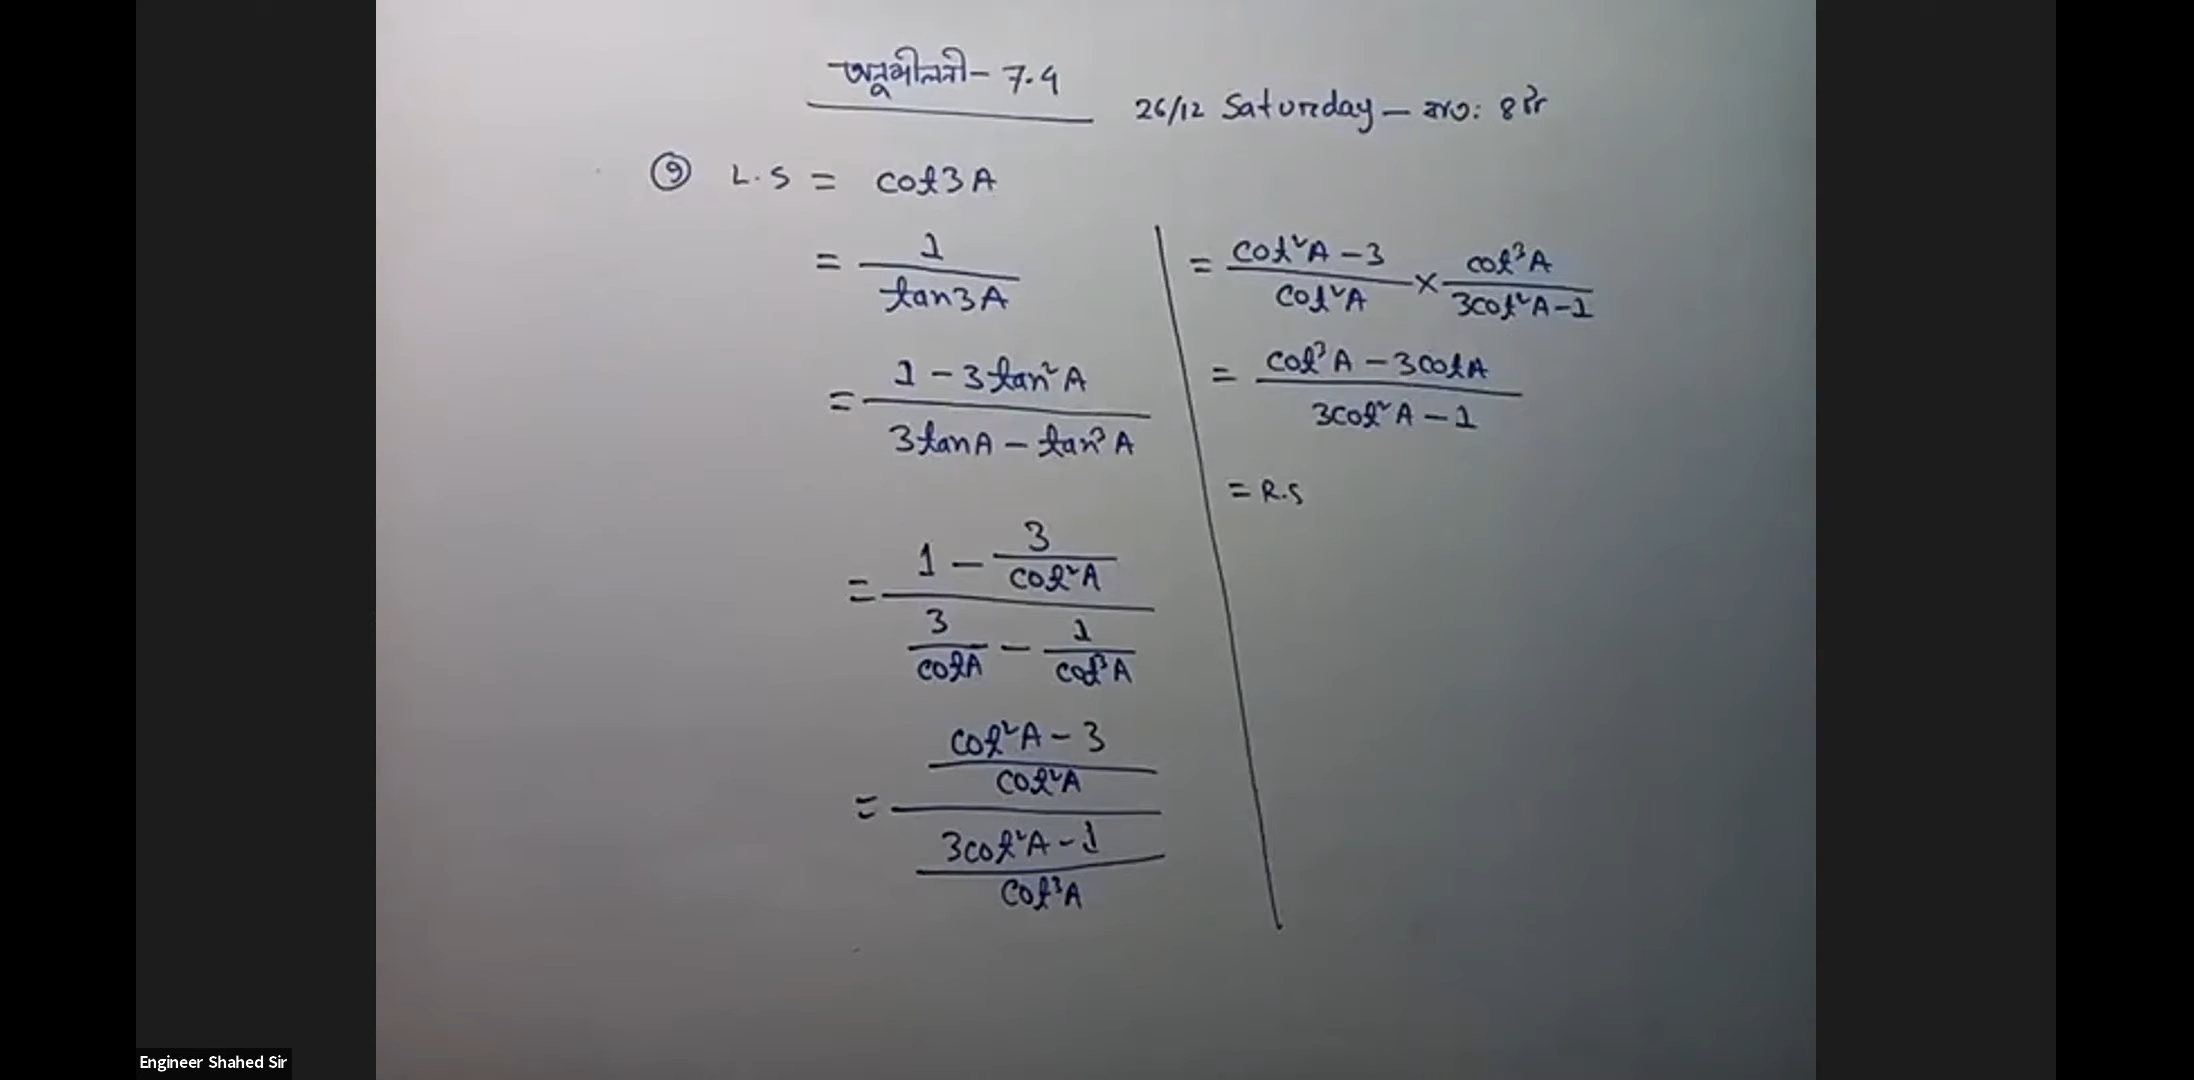 অনুশীলনী - 7.4
26/12 Saturday – রাত: 8 টা
9 L.S = cot3A
= 1/tan3A
= (1 - 3tan²A)/(3tanA - tan³A)
= (1 - 3/cot²A)/(3/cotA - 1/cot³A)
= ((cot²A - 3)/cot²A)/((3cot²A - 1)/cot³A)
= (cot²A - 3)/cot²A × cot³A/(3cot²A - 1)
= (cot³A - 3cotA)/(3cot²A - 1)
= R.S
Engineer Shahed Sir